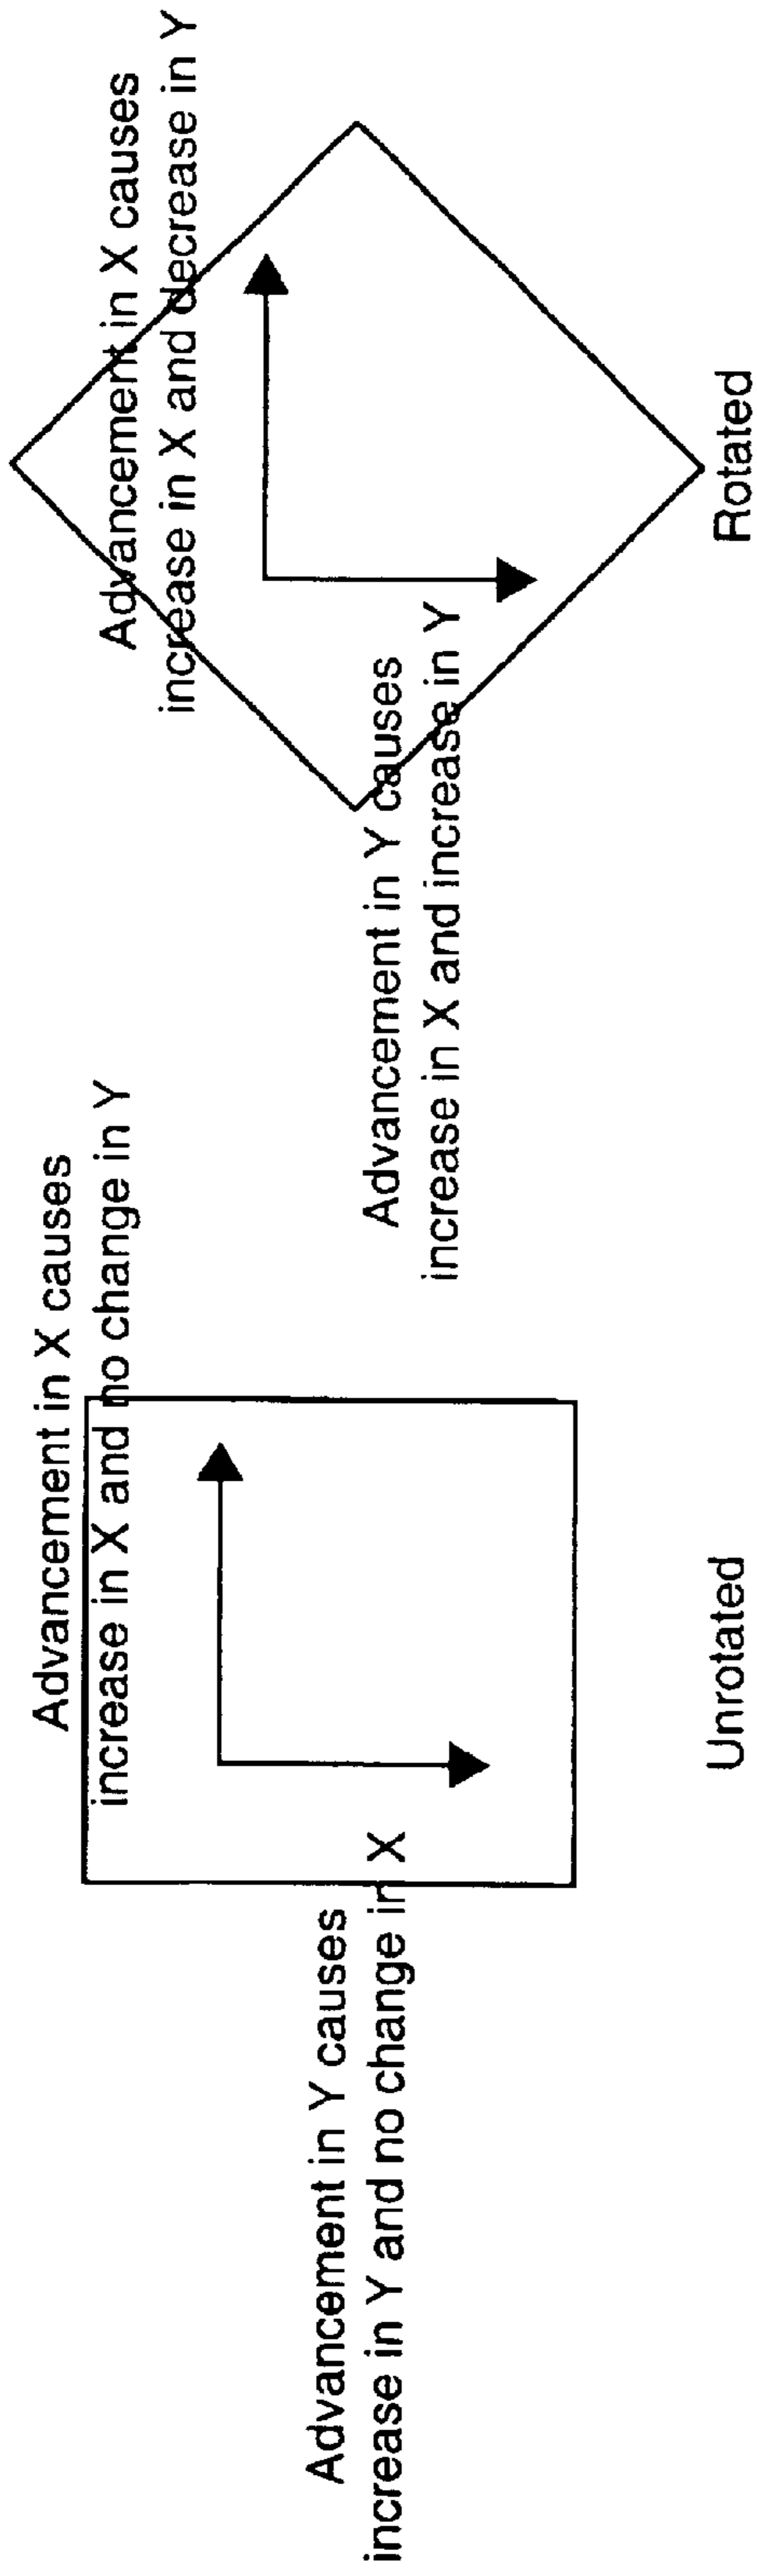 Advancement in X causes
increase in X and no change in Y
Advancement in Y causes
increase in Y and no change in X
Unrotated
Advancement in X causes
increase in X and decrease in Y
Advancement in Y causes
increase in X and increase in Y
Rotated